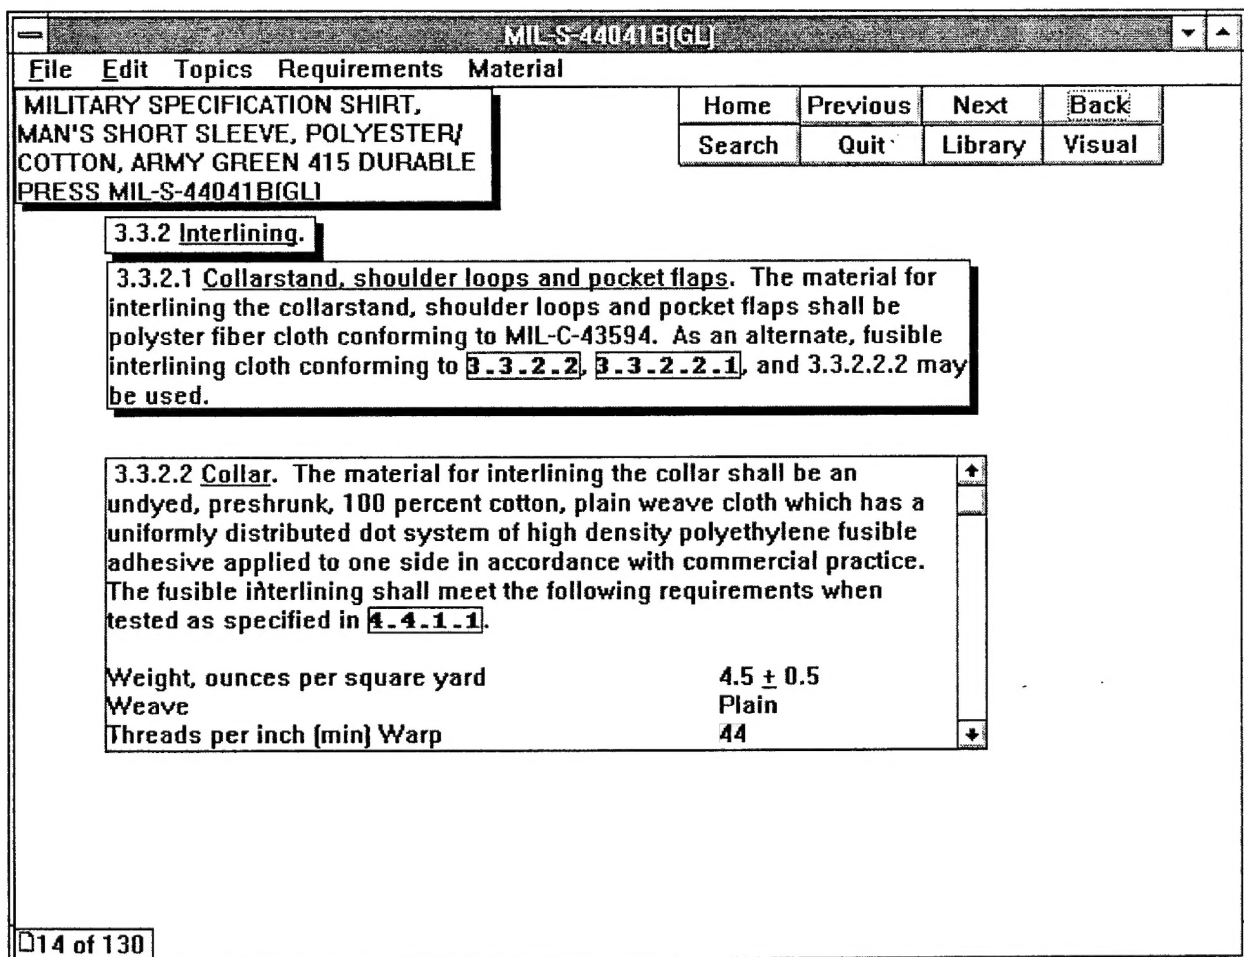 MIL-S-44041B(GL)
File Edit Topics Requirements Material
MILITARY SPECIFICATION SHIRT,
MAN'S SHORT SLEEVE, POLYESTER/
COTTON, ARMY GREEN 415 DURABLE
PRESS MIL-S-44041B(GL)
Home Previous Next Back
Search Quit Library Visual
3.3.2 Interlining.
3.3.2.1 Collarstand, shoulder loops and pocket flaps. The material for
interlining the collarstand, shoulder loops and pocket flaps shall be
polyster fiber cloth conforming to MIL-C-43594. As an alternate, fusible
interlining cloth conforming to 3.3.2.2, 3.3.2.2.1, and 3.3.2.2.2 may
be used.
3.3.2.2 Collar. The material for interlining the collar shall be an
undyed, preshrunk, 100 percent cotton, plain weave cloth which has a
uniformly distributed dot system of high density polyethylene fusible
adhesive applied to one side in accordance with commercial practice.
The fusible interlining shall meet the following requirements when
tested as specified in 4.4.1.1.
Weight, ounces per square yard 4.5 ± 0.5
Weave Plain
Threads per inch (min) Warp 44
14 of 130